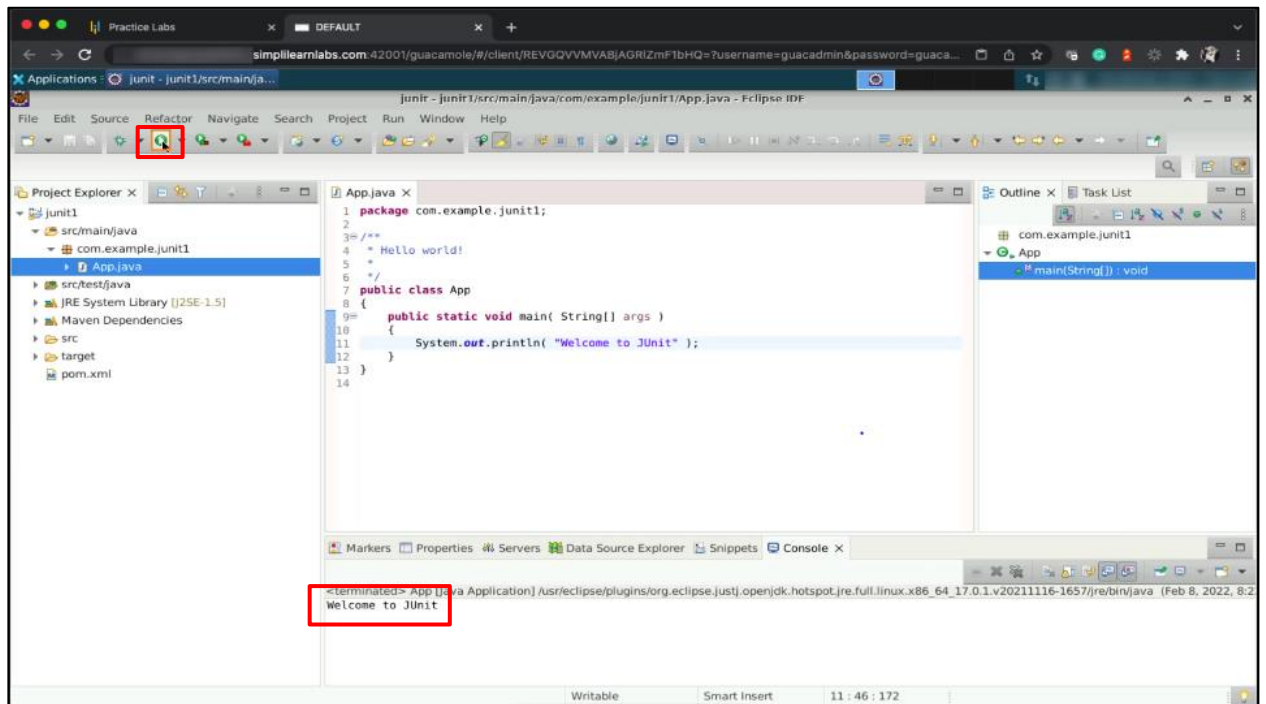 Practice Labs
DEFAULT
simplilearnlabs.com:42001/guacamole/#/client/REVGQVVMVABjAGRlZmF1bHQ=?username=guacadmin&password=guaca...
Applications
junit - junit1/src/main/ja...
junit - junit1/src/main/java/com/example/junit1/App.java - Eclipse IDE
File Edit Source Refactor Navigate Search Project Run Window Help
Project Explorer
junit1
src/main/java
com.example.junit1
App.java
src/test/java
JRE System Library [J2SE-1.5]
Maven Dependencies
src
target
pom.xml
App.java
1 package com.example.junit1;
2
3 /**
4 * Hello world!
5 *
6 */
7 public class App
8 {
9 public static void main( String[] args )
10 {
11 System.out.println( "Welcome to JUnit" );
12 }
13 }
14
Outline Task List
com.example.junit1
App
main(String[]) : void
Markers Properties Servers Data Source Explorer Snippets Console
<terminated> App [Java Application] /usr/eclipse/plugins/org.eclipse.justj.openjdk.hotspot.jre.full.linux.x86_64_17.0.1.v20211116-1657/jre/bin/java (Feb 8, 2022, 8:2
Welcome to JUnit
Writable Smart Insert 11 : 46 : 172